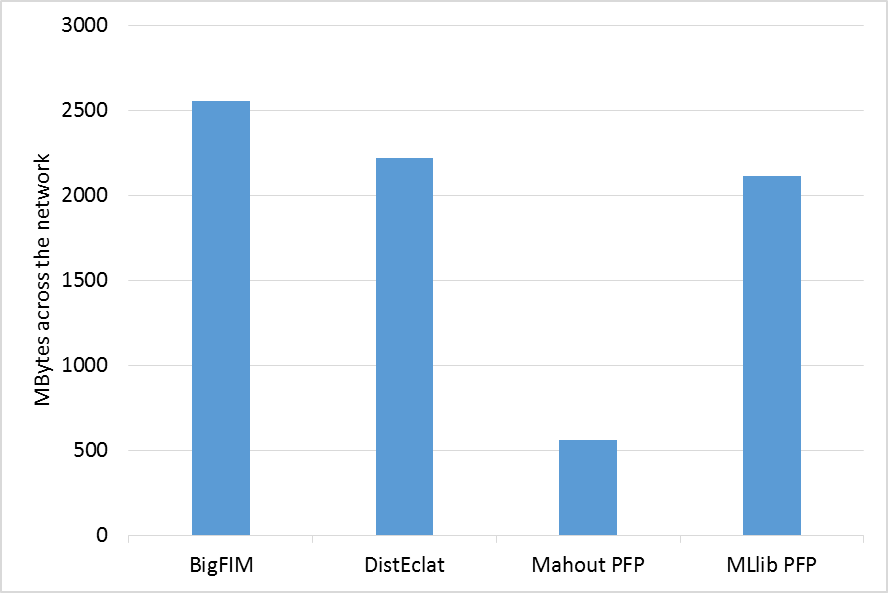 3000
2500
2000
1500
1000
500
0
MBytes across the network
BigFIM
DistEclat
Mahout PFP
MLlib PFP